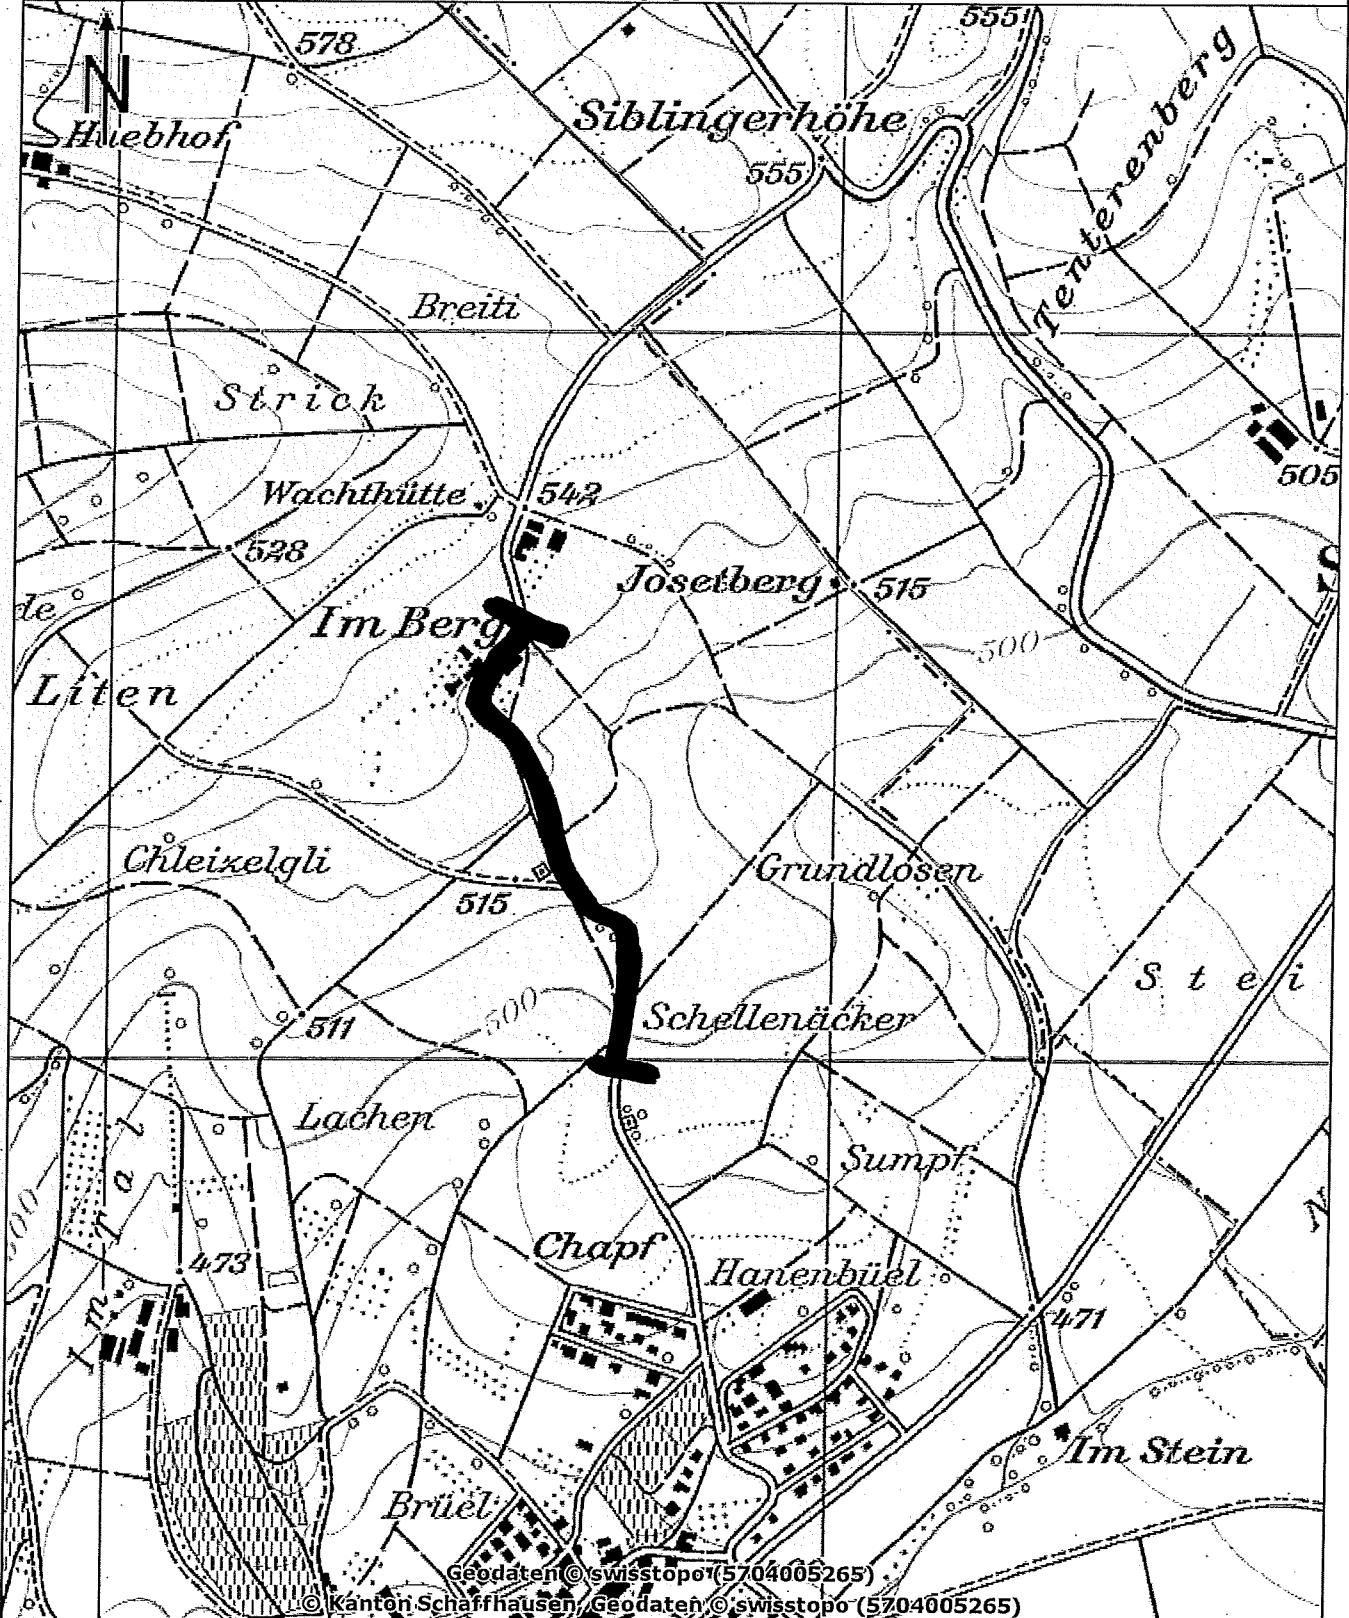 555
578
N
Siblingerhöhe
Huebhof
555
Tenterenberg
Breiti
Strick
505
Wachthütte
542
528
Josetberg
515
Im Berg
500
Liten
Chleizelgli
Grundlosen
515
Stei
500
Schellenäcker
511
Lachen
Sumpf
Im Tal
Chapf
473
Hanenbüel
471
Im Stein
Brüel
Geodaten © swisstopo (5704005265)
© Kanton Schaffhausen, Geodaten © swisstopo (5704005265)